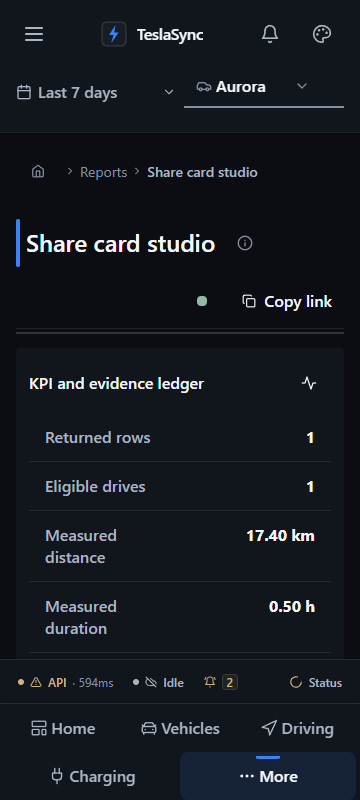 TeslaSync
Last 7 days
Aurora
Reports
Share card studio
Share card studio
Copy link
KPI and evidence ledger
Returned rows 1
Eligible drives 1
Measured distance 17.40 km
Measured duration 0.50 h
API · 594ms Idle 2 Status
Home Vehicles Driving
Charging More